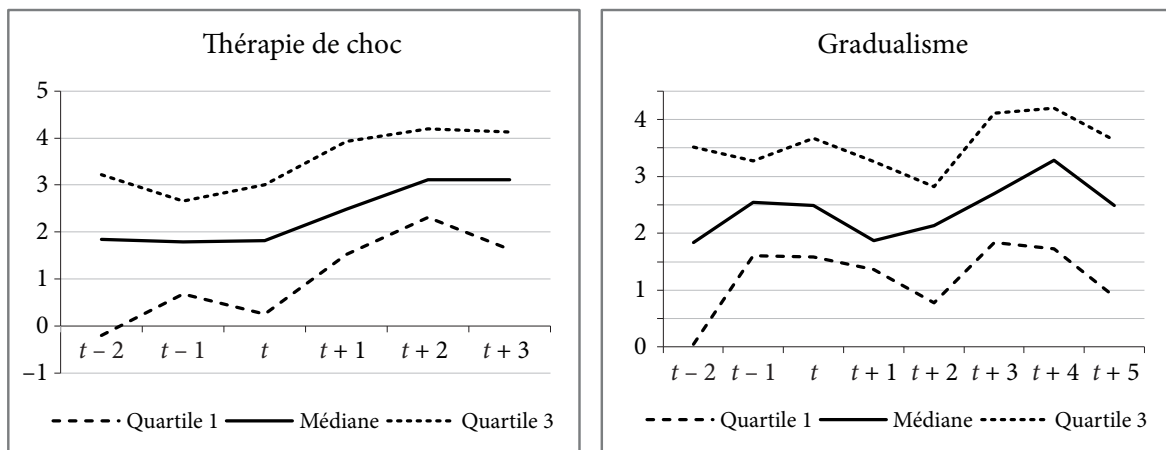 Thérapie de choc
5
4
3
2
1
0
–1
t – 2 t – 1 t t + 1 t + 2 t + 3
Quartile 1 Médiane Quartile 3
Gradualisme
4
3
2
1
0
t – 2 t – 1 t t + 1 t + 2 t + 3 t + 4 t + 5
Quartile 1 Médiane Quartile 3